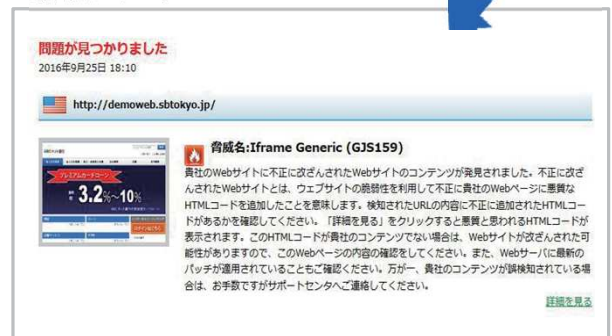 問題が見つかりました
2016年9月25日 18:10
http://demoweb.sbtokyo.jp/
プレミアムカードローン
3.2%~10%
脅威名:Iframe Generic (GJS159)
貴社のWebサイトに不正に改ざんされたWebサイトのコンテンツが発見されました。不正に改ざ
んされたWebサイトとは、ウェブサイトの脆弱性を利用して不正に貴社のWebページに悪質な
HTMLコードを追加したことを意味します。検知されたURLの内容に不正に追加されたHTMLコー
ドがあるかを確認してください。「詳細を見る」をクリックすると悪質と思われるHTMLコードが
表示されます。このHTMLコードが貴社のコンテンツでない場合は、Webサイトが改ざんされた可
能性がありますので、このWebページの内容の確認をしてください。また、Webサーバに最新の
パッチが適用されていることもご確認ください。万が一、貴社のコンテンツが誤検知されている場
合は、お手数ですがサポートセンタへご連絡してください。
詳細を見る